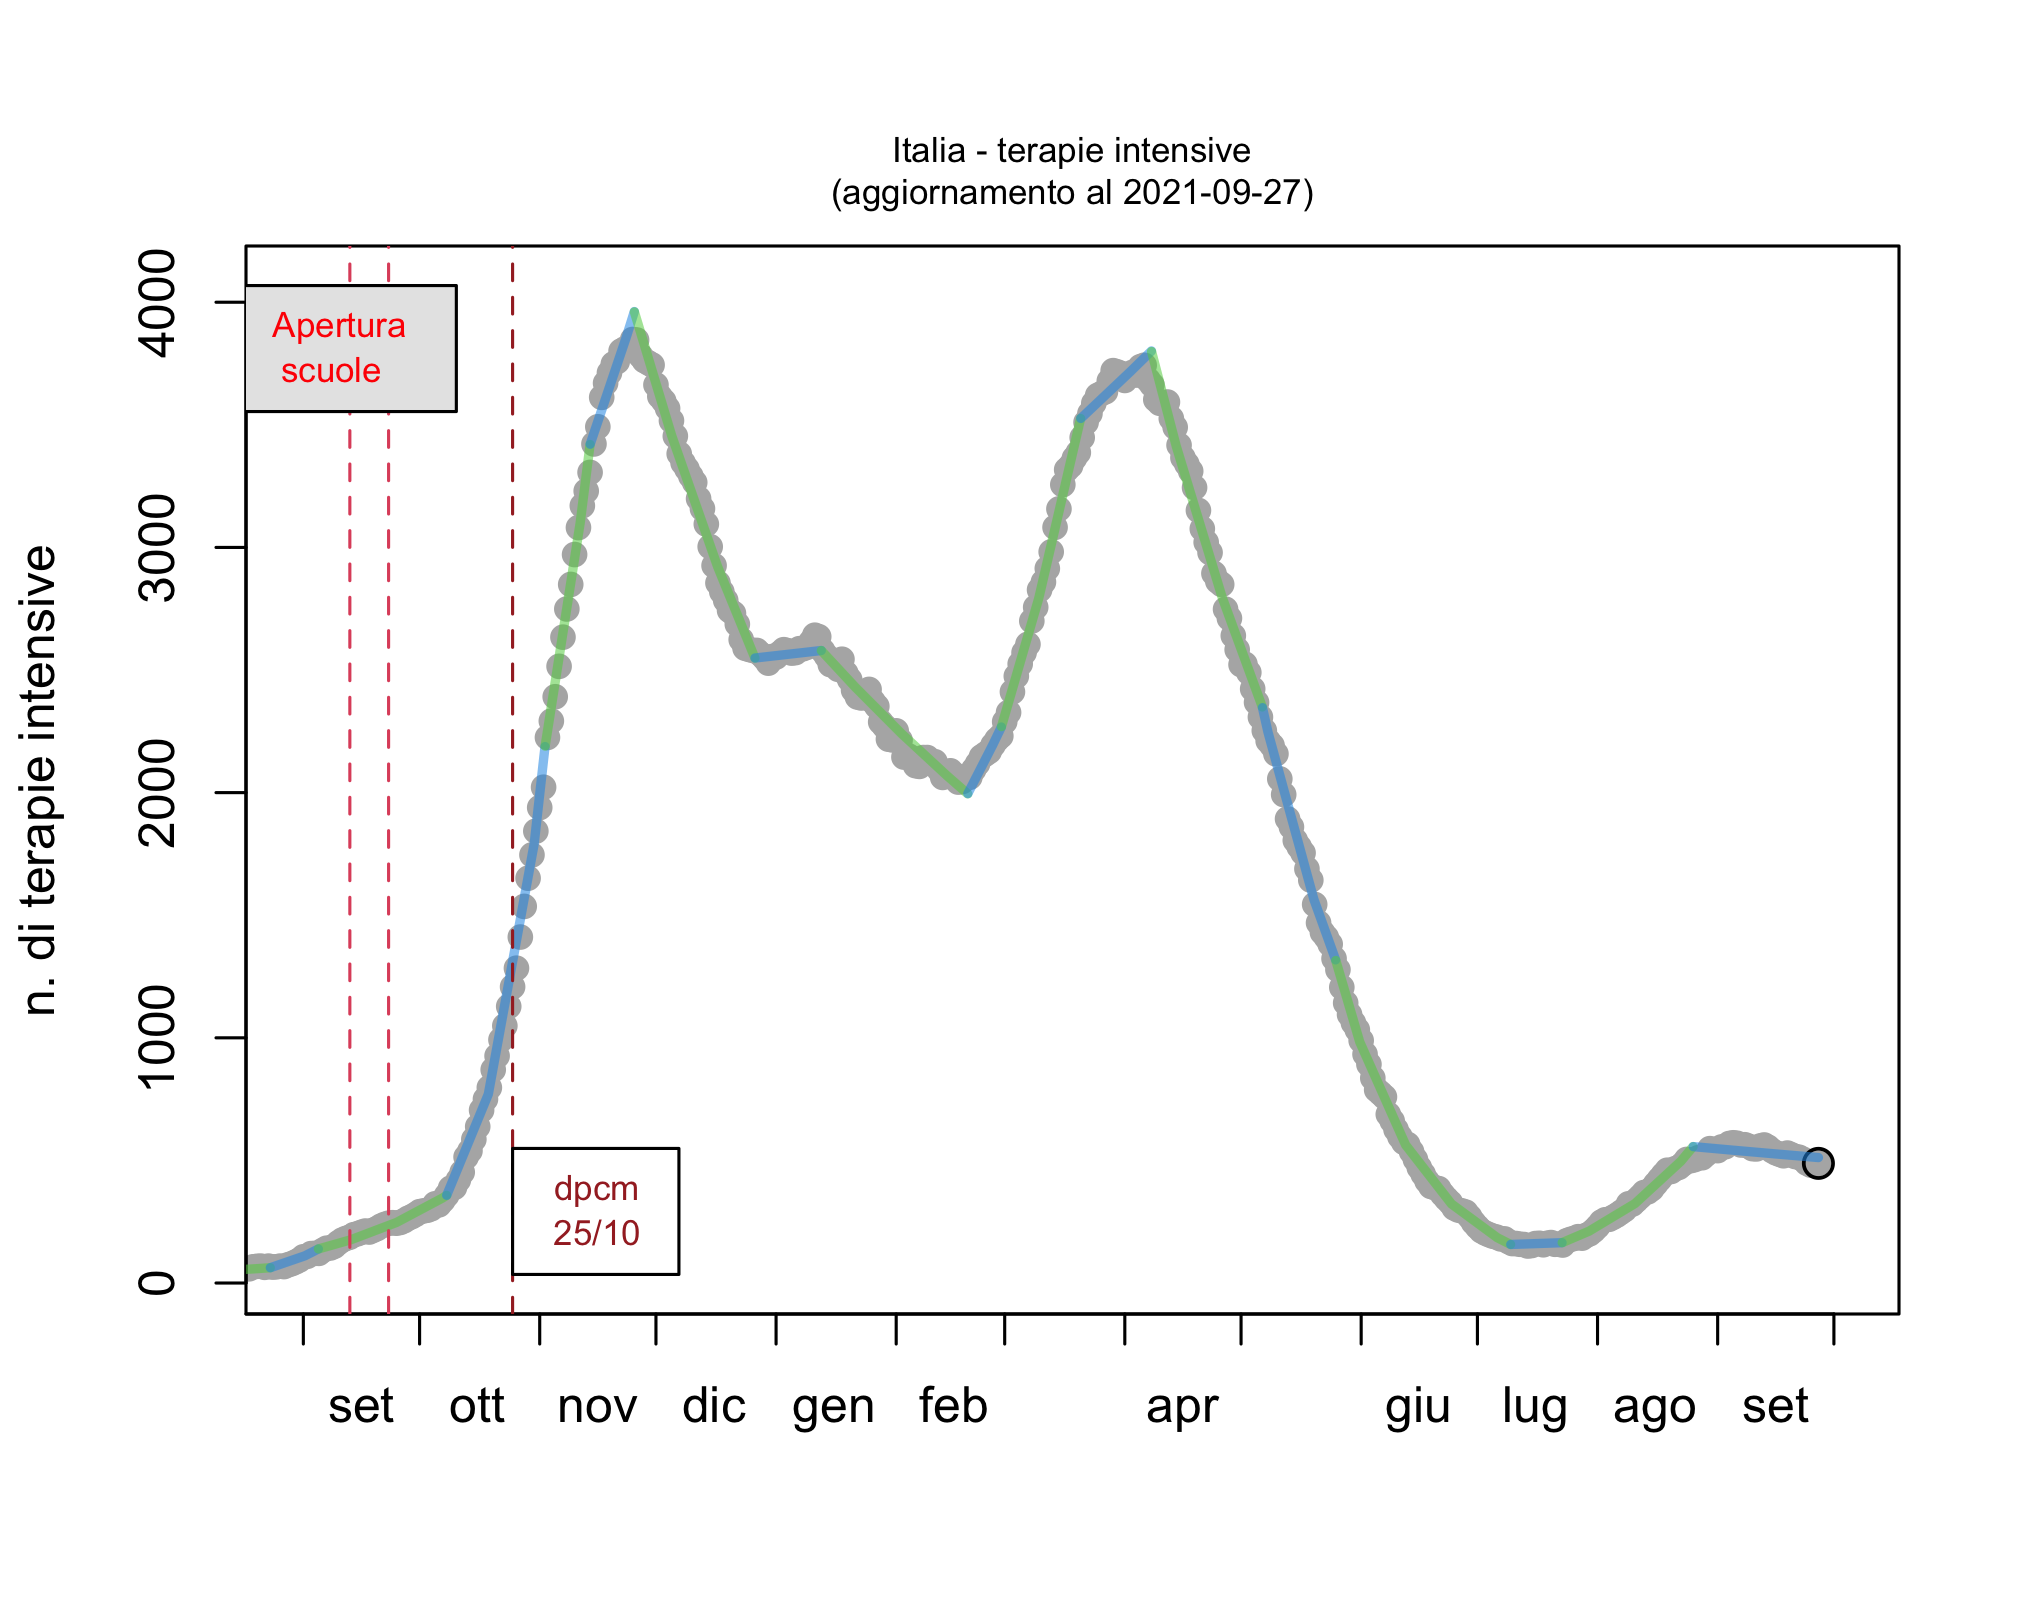 Italia - terapie intensive
(aggiornamento al 2021-09-27)
n. di terapie intensive
4000
3000
2000
1000
0
Apertura
scuole
dpcm
25/10
set ott nov dic gen feb apr giu lug ago set